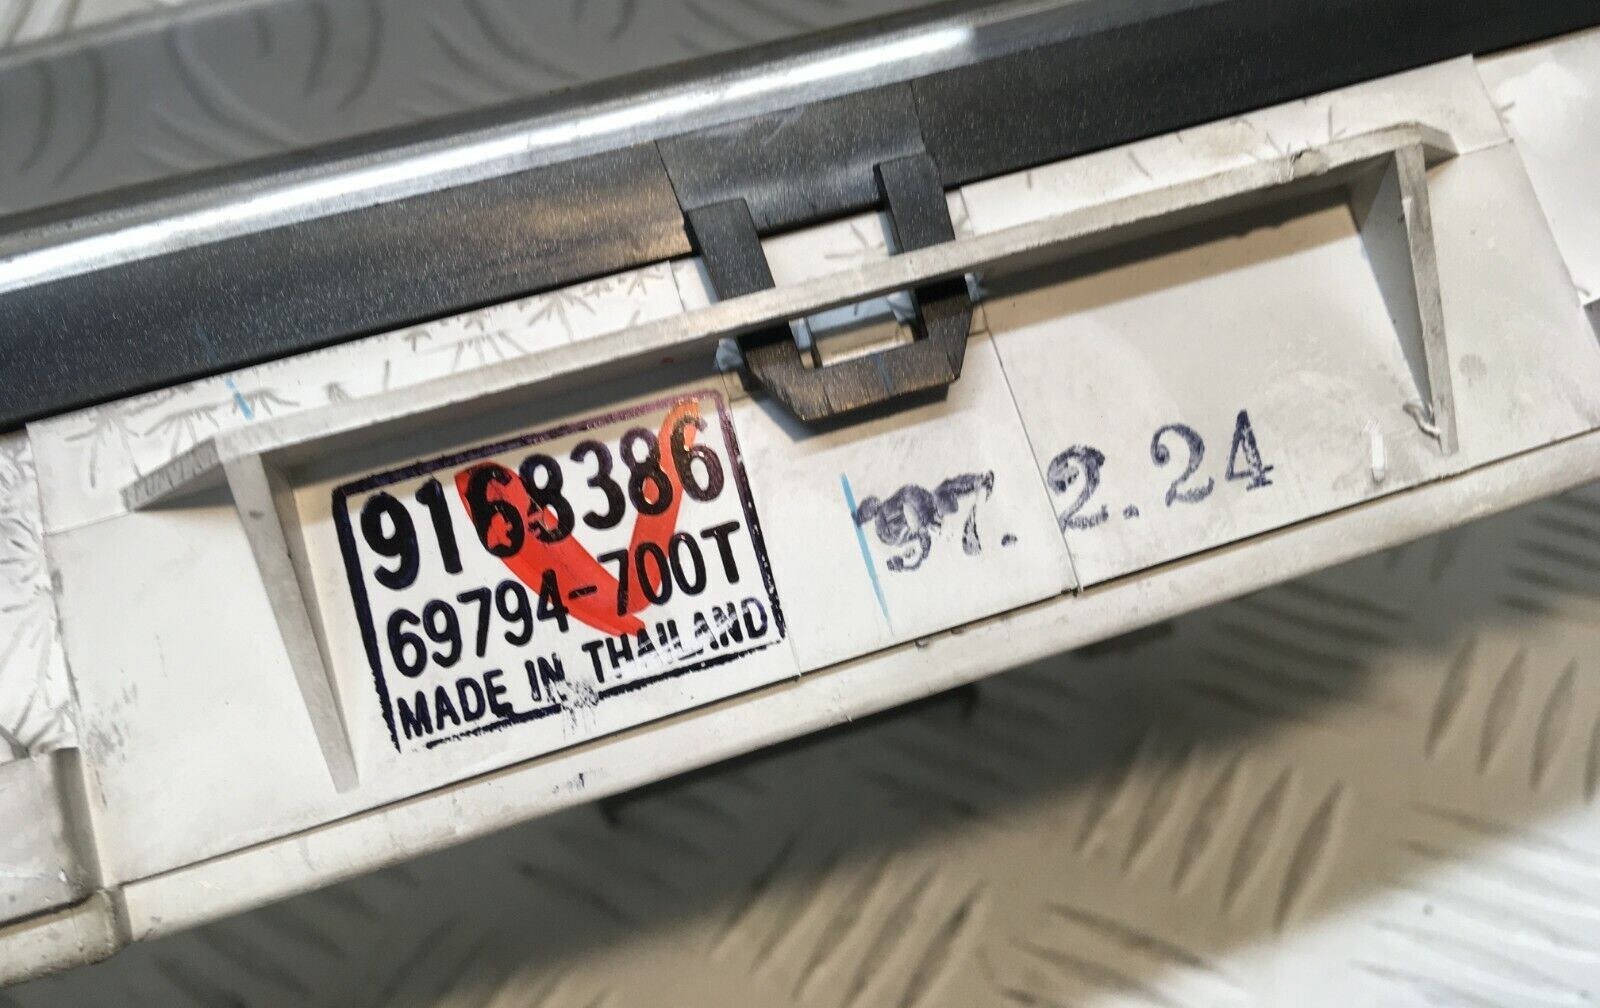 9168386
69794-700T
MADE IN THAILAND
97.2.24